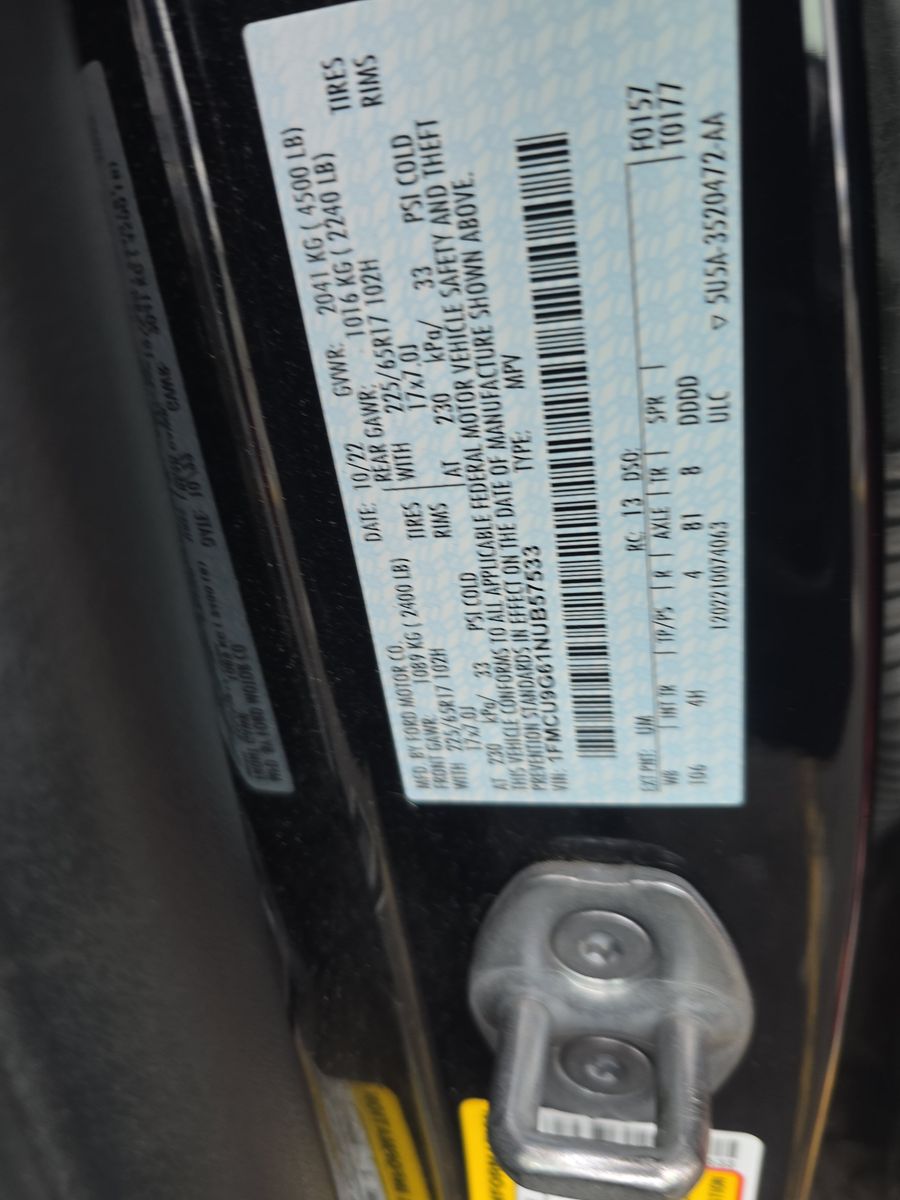 MFD. BY FORD MOTOR CO.
DATE: 10/22 GVWR: 2041 KG ( 4500 LB)
FRONT GAWR: 1089 KG ( 2400 LB) REAR GAWR: 1016 KG ( 2240 LB)
WITH 225/65R17 102H TIRES WITH 225/65R17 102H TIRES
17x7.0J RIMS 17x7.0J RIMS
AT 230 kPa/ 33 PSI COLD AT 230 kPa/ 33 PSI COLD
THIS VEHICLE CONFORMS TO ALL APPLICABLE FEDERAL MOTOR VEHICLE SAFETY AND THEFT
PREVENTION STANDARDS IN EFFECT ON THE DATE OF MANUFACTURE SHOWN ABOVE.
VIN: 1FMCU9G61NUB57533 TYPE: MPV
F0157
EXT PNT: UM RC: 13 DSO: T0177
WB INT TR TP/PS R AXLE TR SPR
106 4H 4 81 8 DDDD
120221007406​3 ULC ▽ 5U5A-3520472-AA